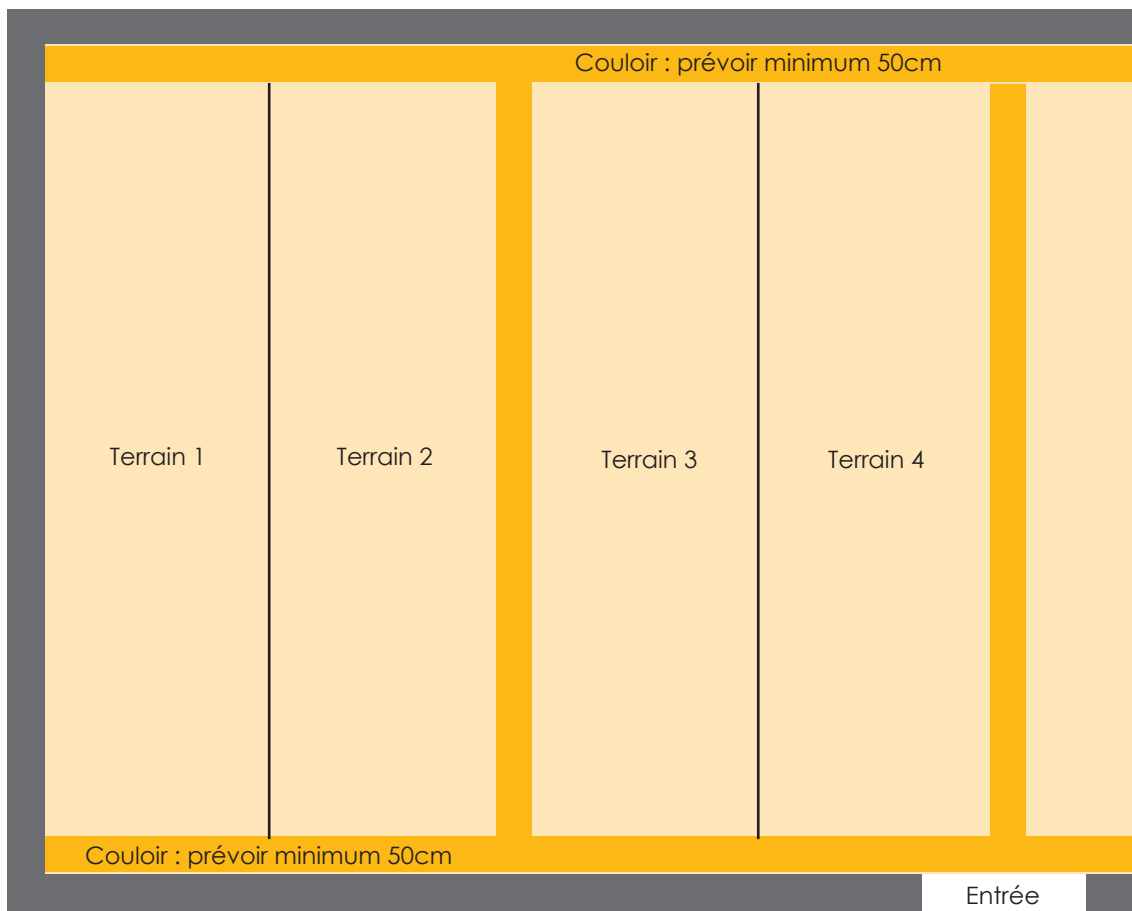 Couloir : prévoir minimum 50cm
Terrain 1
Terrain 2
Terrain 3
Terrain 4
Couloir : prévoir minimum 50cm
Entrée